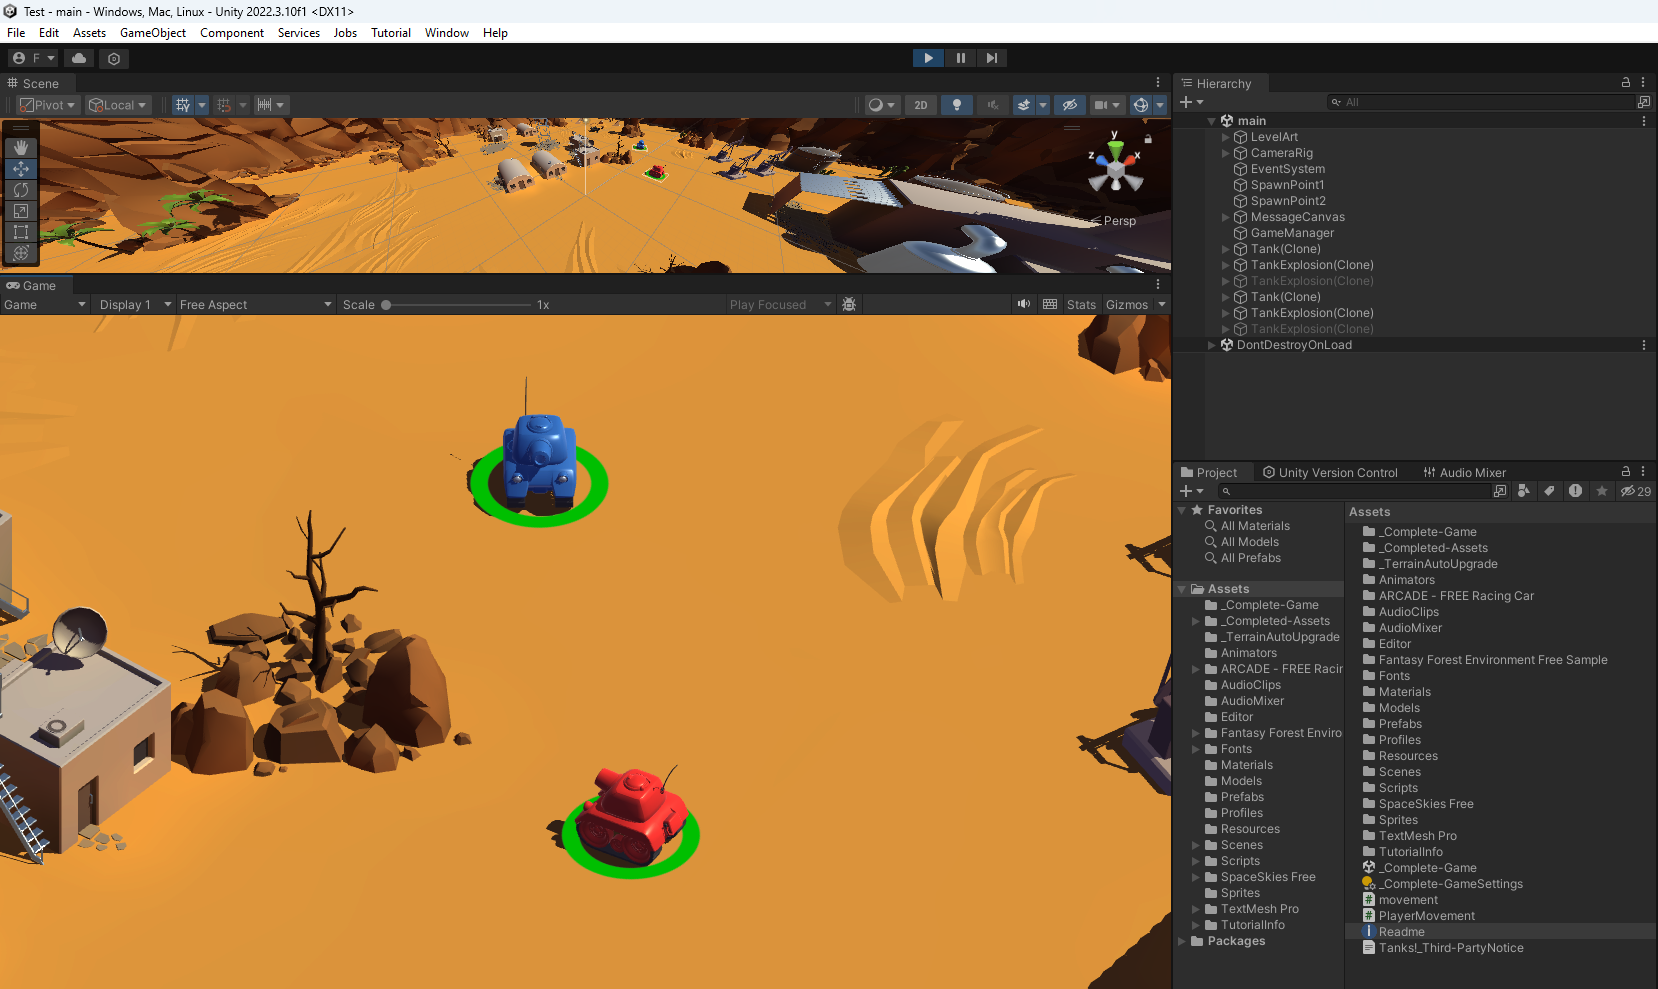 Test - main - Windows, Mac, Linux - Unity 2022.3.10f1 <DX11>
File Edit Assets GameObject Component Services Jobs Tutorial Window Help
F
Scene
Pivot Local 2D
y
z x
Persp
Game
Game Display 1 Free Aspect Scale 1x Play Focused Stats Gizmos
Hierarchy
All
main
LevelArt
CameraRig
EventSystem
SpawnPoint1
SpawnPoint2
MessageCanvas
GameManager
Tank(Clone)
TankExplosion(Clone)
TankExplosion(Clone)
Tank(Clone)
TankExplosion(Clone)
TankExplosion(Clone)
DontDestroyOnLoad
Project Unity Version Control Audio Mixer
29
Favorites
All Materials
All Models
All Prefabs
Assets
_Complete-Game
_Completed-Assets
_TerrainAutoUpgrade
Animators
ARCADE - FREE Racir
AudioClips
AudioMixer
Editor
Fantasy Forest Enviro
Fonts
Materials
Models
Prefabs
Profiles
Resources
Scenes
Scripts
SpaceSkies Free
Sprites
TextMesh Pro
TutorialInfo
Packages
Assets
_Complete-Game
_Completed-Assets
_TerrainAutoUpgrade
Animators
ARCADE - FREE Racing Car
AudioClips
AudioMixer
Editor
Fantasy Forest Environment Free Sample
Fonts
Materials
Models
Prefabs
Profiles
Resources
Scenes
Scripts
SpaceSkies Free
Sprites
TextMesh Pro
TutorialInfo
_Complete-Game
_Complete-GameSettings
movement
PlayerMovement
Readme
Tanks!_Third-PartyNotice